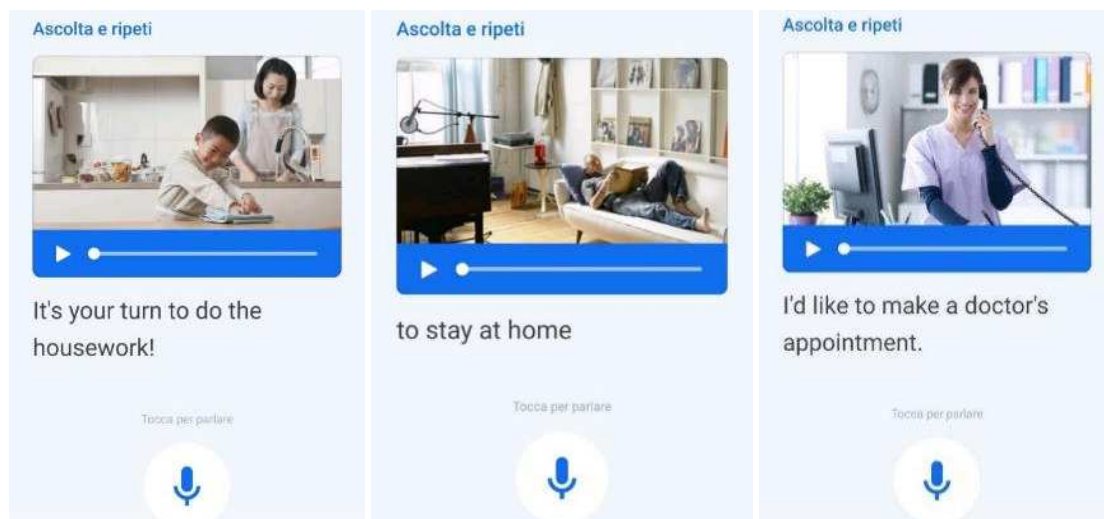 Ascolta e ripeti
It's your turn to do the
housework!
Tocca per parlare
Ascolta e ripeti
to stay at home
Tocca per parlare
Ascolta e ripeti
I'd like to make a doctor's
appointment.
Tocca per parlare